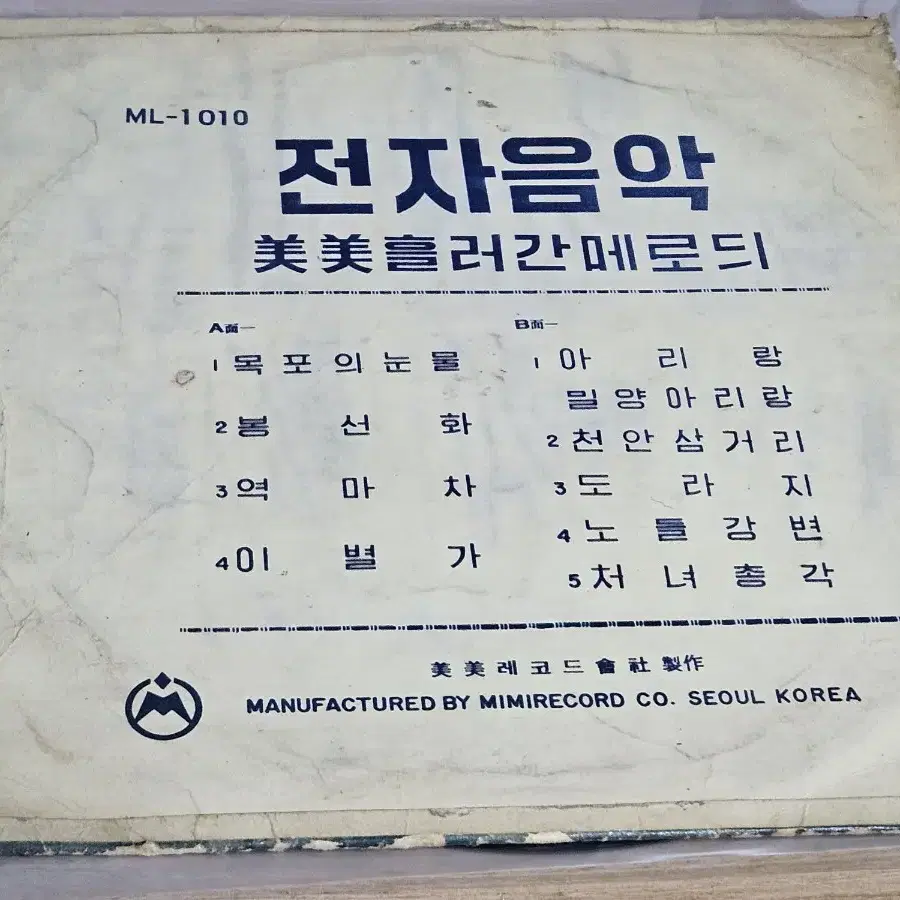 ML-1010
전자음악
美美흘러간메로듸
A面—
1 목포의눈물
2 봉선화
3 역마차
4 이별가
B面—
1 아리랑
밀양아리랑
2 천안삼거리
3 도라지
4 노들강변
5 처녀총각
美美레코드會社製作
MANUFACTURED BY MIMIRECORD CO. SEOUL KOREA